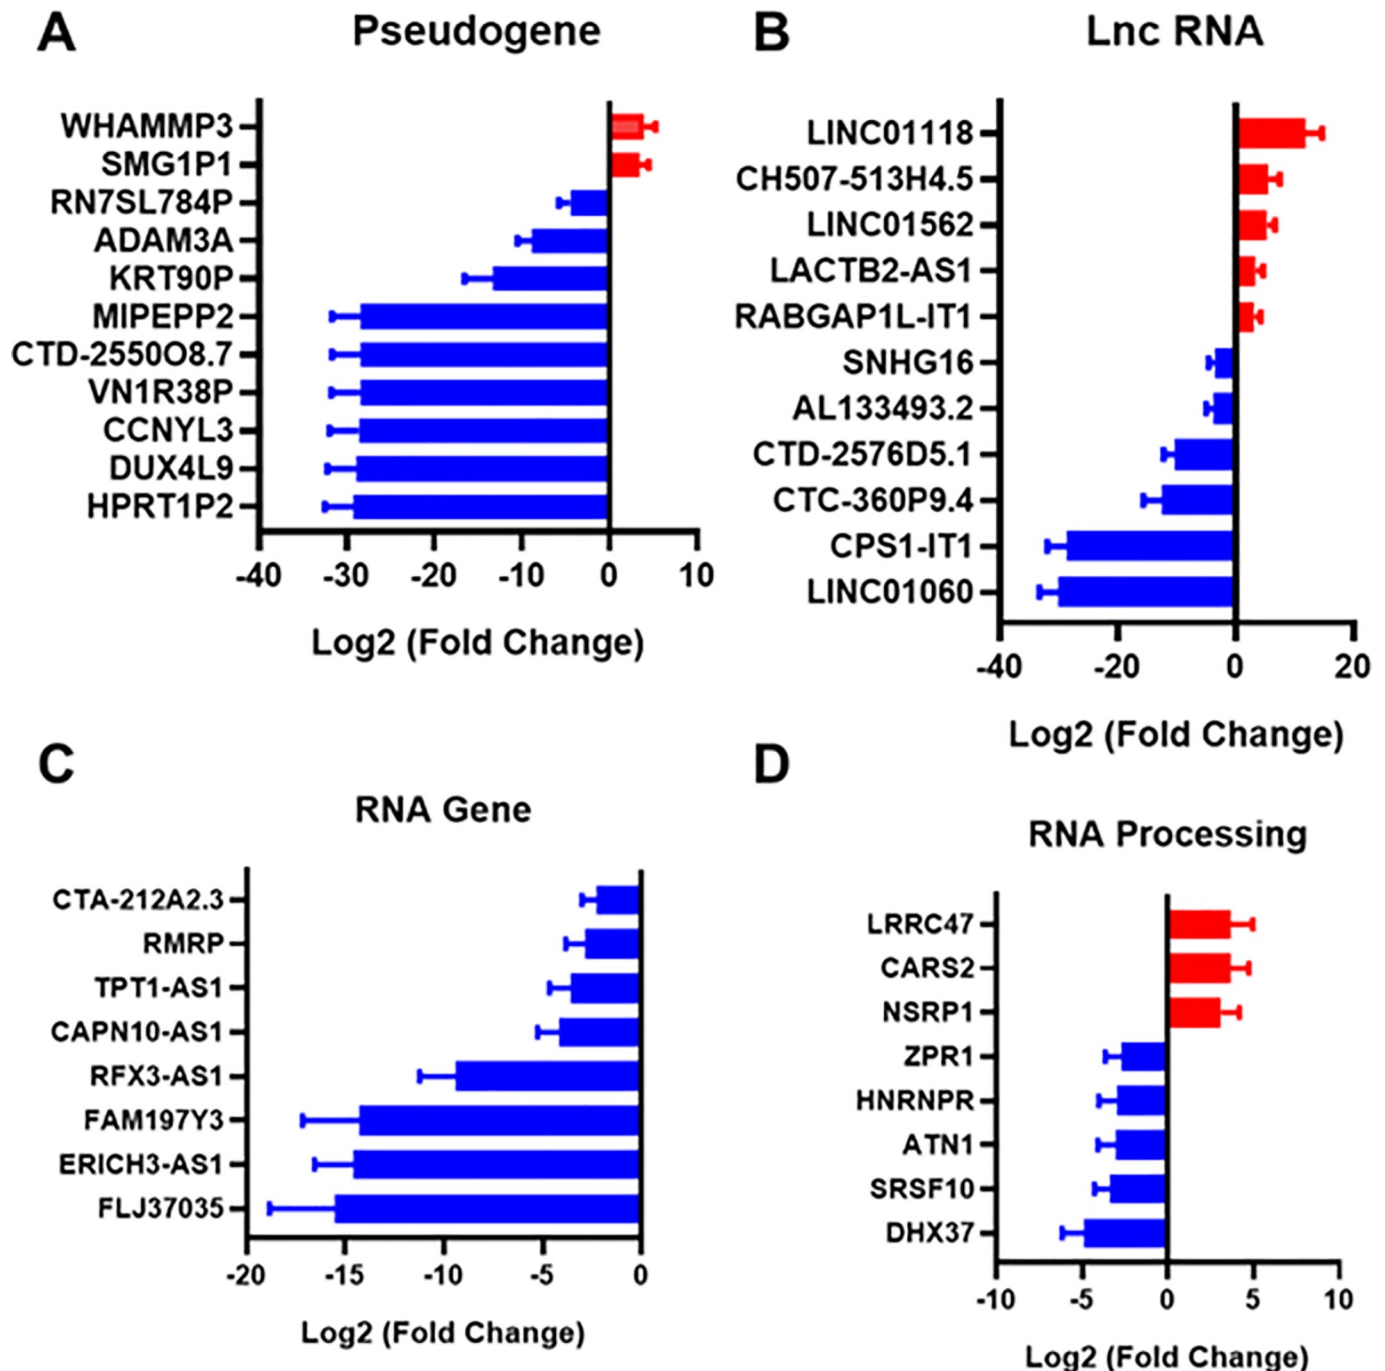 A
Pseudogene
WHAMMP3
SMG1P1
RN7SL784P
ADAM3A
KRT90P
MIPEPP2
CTD-2550O8.7
VN1R38P
CCNYL3
DUX4L9
HPRT1P2
-40 -30 -20 -10 0 10
Log2 (Fold Change)
B
Lnc RNA
LINC01118
CH507-513H4.5
LINC01562
LACTB2-AS1
RABGAP1L-IT1
SNHG16
AL133493.2
CTD-2576D5.1
CTC-360P9.4
CPS1-IT1
LINC01060
-40 -20 0 20
Log2 (Fold Change)
C
RNA Gene
CTA-212A2.3
RMRP
TPT1-AS1
CAPN10-AS1
RFX3-AS1
FAM197Y3
ERICH3-AS1
FLJ37035
-20 -15 -10 -5 0
Log2 (Fold Change)
D
RNA Processing
LRRC47
CARS2
NSRP1
ZPR1
HNRNPR
ATN1
SRSF10
DHX37
-10 -5 0 5 10
Log2 (Fold Change)